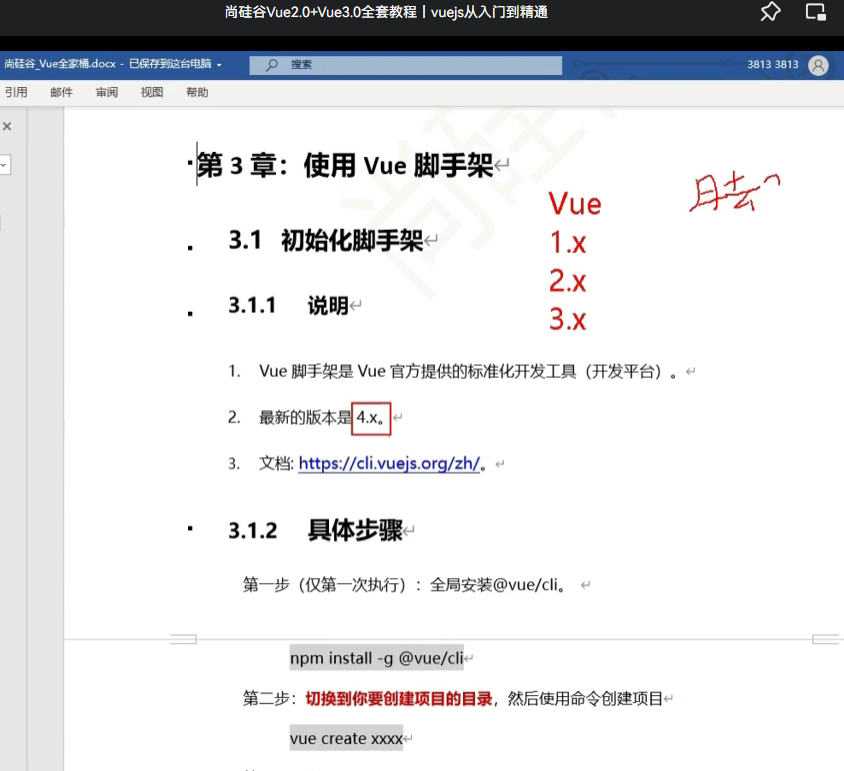 尚硅谷Vue2.0+Vue3.0全套教程丨vuejs从入门到精通
尚硅谷_Vue全家桶.docx - 已保存到这台电脑
搜索
3813 3813
引用 邮件 审阅 视图 帮助
第 3 章：使用 Vue 脚手架
Vue
1.x
2.x
3.x
3.1 初始化脚手架
3.1.1 说明
1. Vue 脚手架是 Vue 官方提供的标准化开发工具（开发平台）。
2. 最新的版本是 4.x。
3. 文档: https://cli.vuejs.org/zh/。
3.1.2 具体步骤
第一步（仅第一次执行）：全局安装@vue/cli。
npm install -g @vue/cli
第二步：切换到你要创建项目的目录，然后使用命令创建项目
vue create xxxx